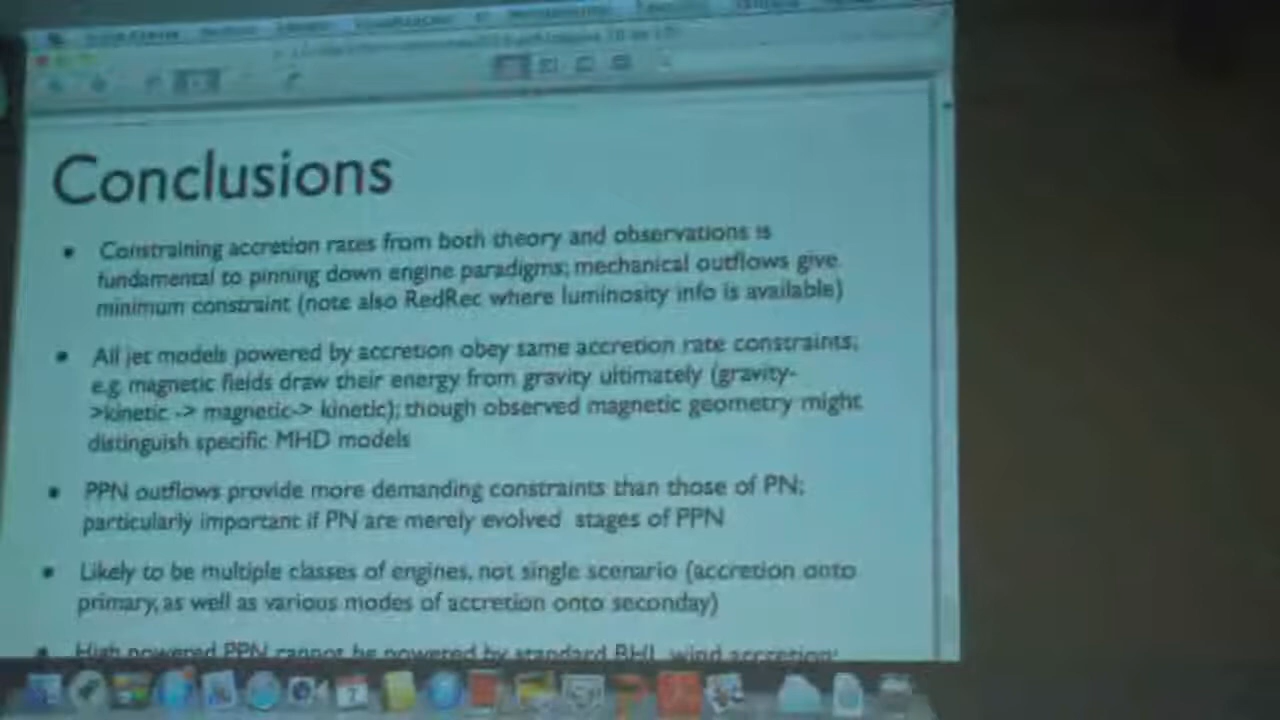 Conclusions
• Constraining accretion rates from both theory and observations is
fundamental to pinning down engine paradigms; mechanical outflows give
minimum constraint (note also RedRec where luminosity info is available)
• All jet models powered by accretion obey same accretion rate constraints,
e.g. magnetic fields draw their energy from gravity ultimately (gravity-
>kinetic -> magnetic-> kinetic); though observed magnetic geometry might
distinguish specific MHD models
• PPN outflows provide more demanding constraints than those of PN;
particularly important if PN are merely evolved stages of PPN
• Likely to be multiple classes of engines, not single scenario (accretion onto
primary, as well as various modes of accretion onto seconday)
• High powered PPN cannot be powered by standard BHL wind accretion;